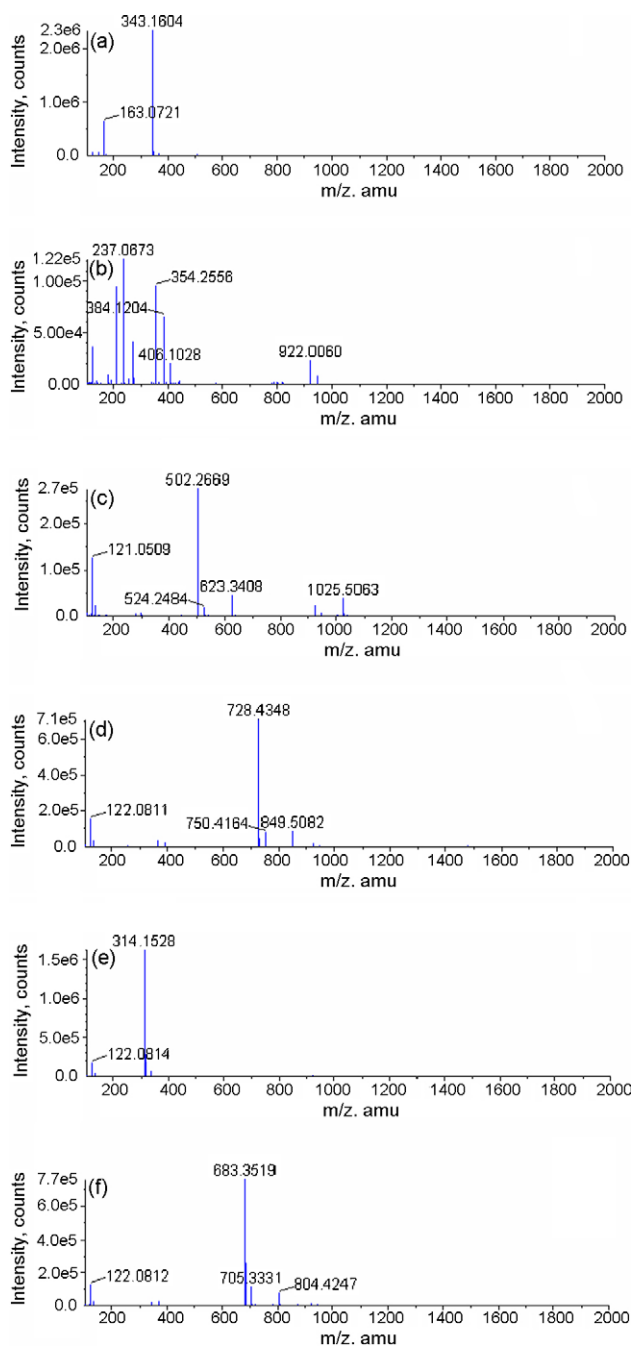 (a)
343.1604
2.3e6
2.0e6
1.0e6
0.0
163.0721
Intensity, counts
200 400 600 800 1000 1200 1400 1600 1800 2000
m/z. amu
(b)
237.0673
1.22e5
1.00e5
5.00e4
0.00
354.2556
384.1204
406.1028
922.0060
Intensity, counts
200 400 600 800 1000 1200 1400 1600 1800 2000
m/z. amu
(c)
502.2669
2.7e5
2.0e5
1.0e5
0.0
121.0509
623.3408
524.2484
1025.5063
Intensity, counts
200 400 600 800 1000 1200 1400 1600 1800 2000
m/z. amu
(d)
728.4348
7.1e5
6.0e5
4.0e5
2.0e5
0.0
122.0811
750.4164
849.5082
Intensity, counts
200 400 600 800 1000 1200 1400 1600 1800 2000
m/z. amu
(e)
314.1528
1.5e6
1.0e6
5.0e5
0.0
122.0814
Intensity, counts
200 400 600 800 1000 1200 1400 1600 1800 2000
m/z. amu
(f)
683.3519
7.7e5
6.0e5
4.0e5
2.0e5
0.0
122.0812
705.3331
804.4247
Intensity, counts
200 400 600 800 1000 1200 1400 1600 1800 2000
m/z. amu